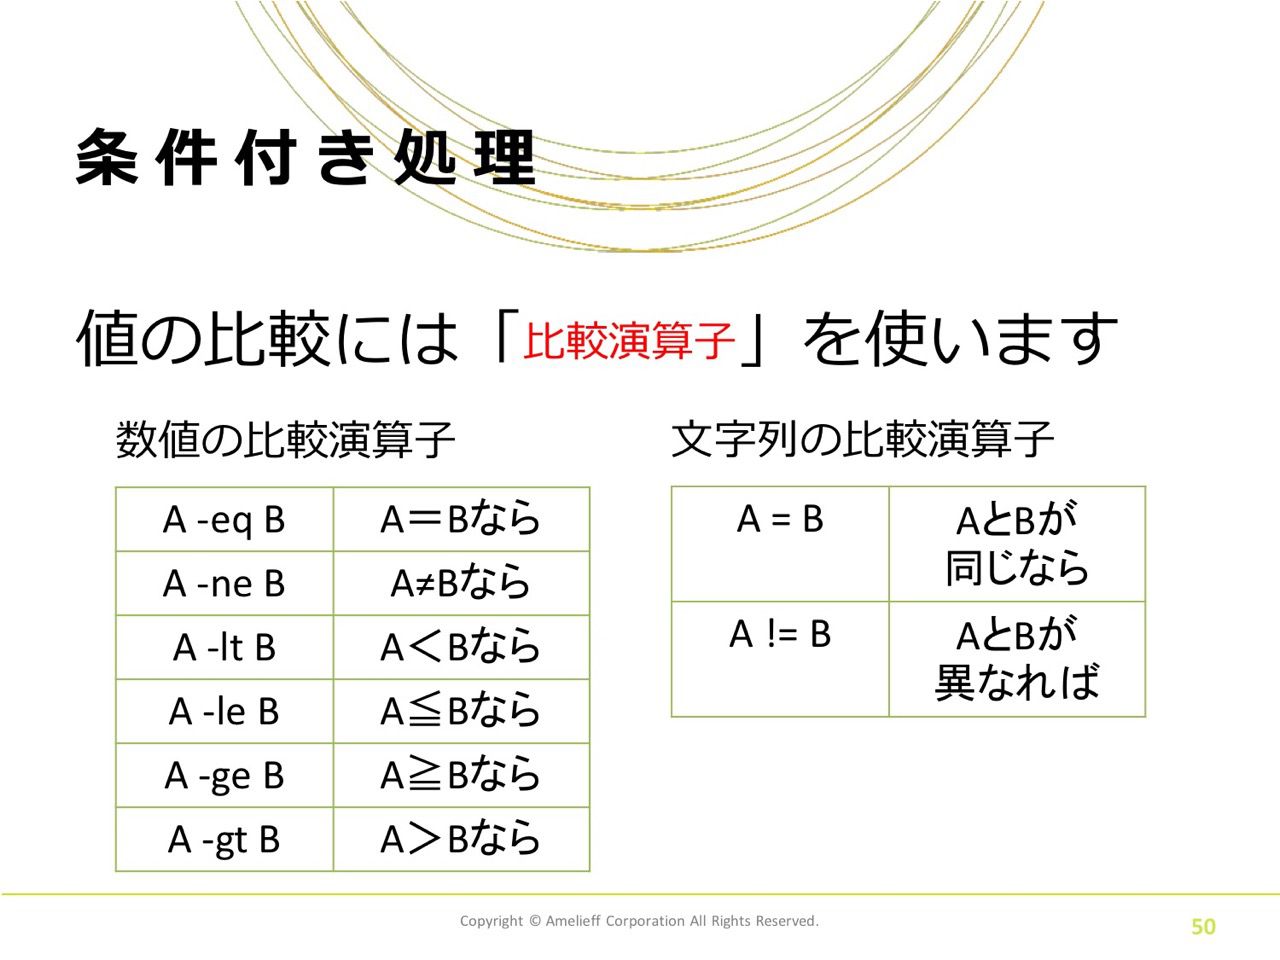 条件付き処理
値の比較には「比較演算子」を使います
数値の比較演算子
A -eq B A＝Bなら
A -ne B A≠Bなら
A -lt B A＜Bなら
A -le B A≦Bなら
A -ge B A≧Bなら
A -gt B A＞Bなら
文字列の比較演算子
A = B AとBが
同じなら
A != B AとBが
異なれば
Copyright © Amelieff Corporation All Rights Reserved.
50